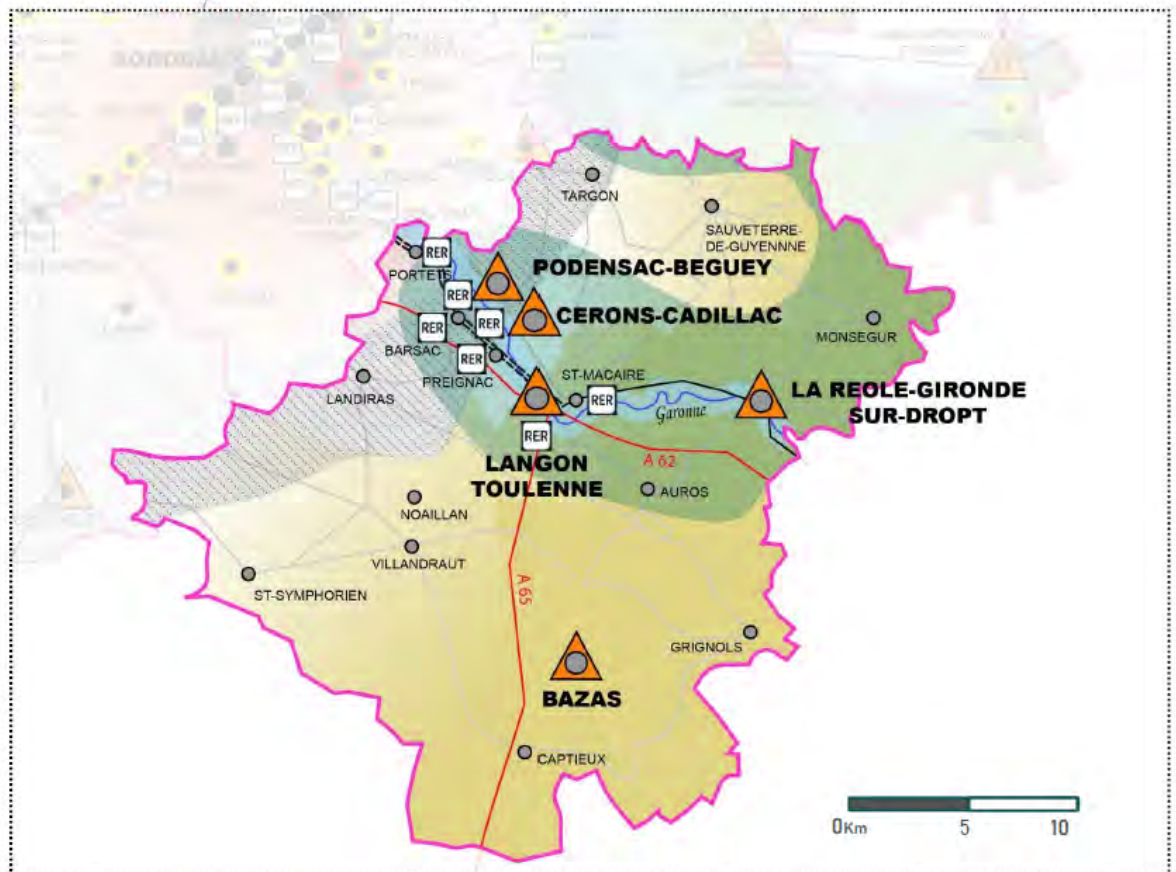 BORDEAUX
TARGON
SAUVETERRE-
DE-GUYENNNE
PORTETS
RER
PODENSAC-BEGUEY
RER
CERONS-CADILLAC
RER
RER
BARSAC
MONSEGUR
RER
PREIGNAC
ST-MACAIRE
LANDIRAS
RER
Garonne
LA REOLE-GIRONDE
SUR-DROPT
RER
LANGON
TOULENNE
A 62
AUROS
NOAILLAN
VILLANDRAUT
ST-SYMPHORIEN
A 65
GRIGNOLS
BAZAS
CAPTIEUX
0Km 5 10